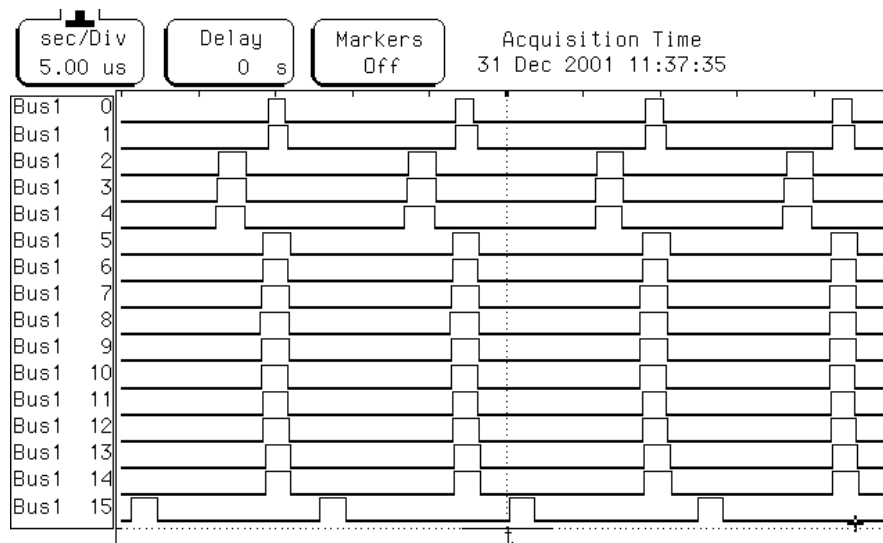 sec/Div
5.00 us
Delay
0 s
Markers
Off
Acquisition Time
31 Dec 2001 11:37:35
Bus1 0
Bus1 1
Bus1 2
Bus1 3
Bus1 4
Bus1 5
Bus1 6
Bus1 7
Bus1 8
Bus1 9
Bus1 10
Bus1 11
Bus1 12
Bus1 13
Bus1 14
Bus1 15